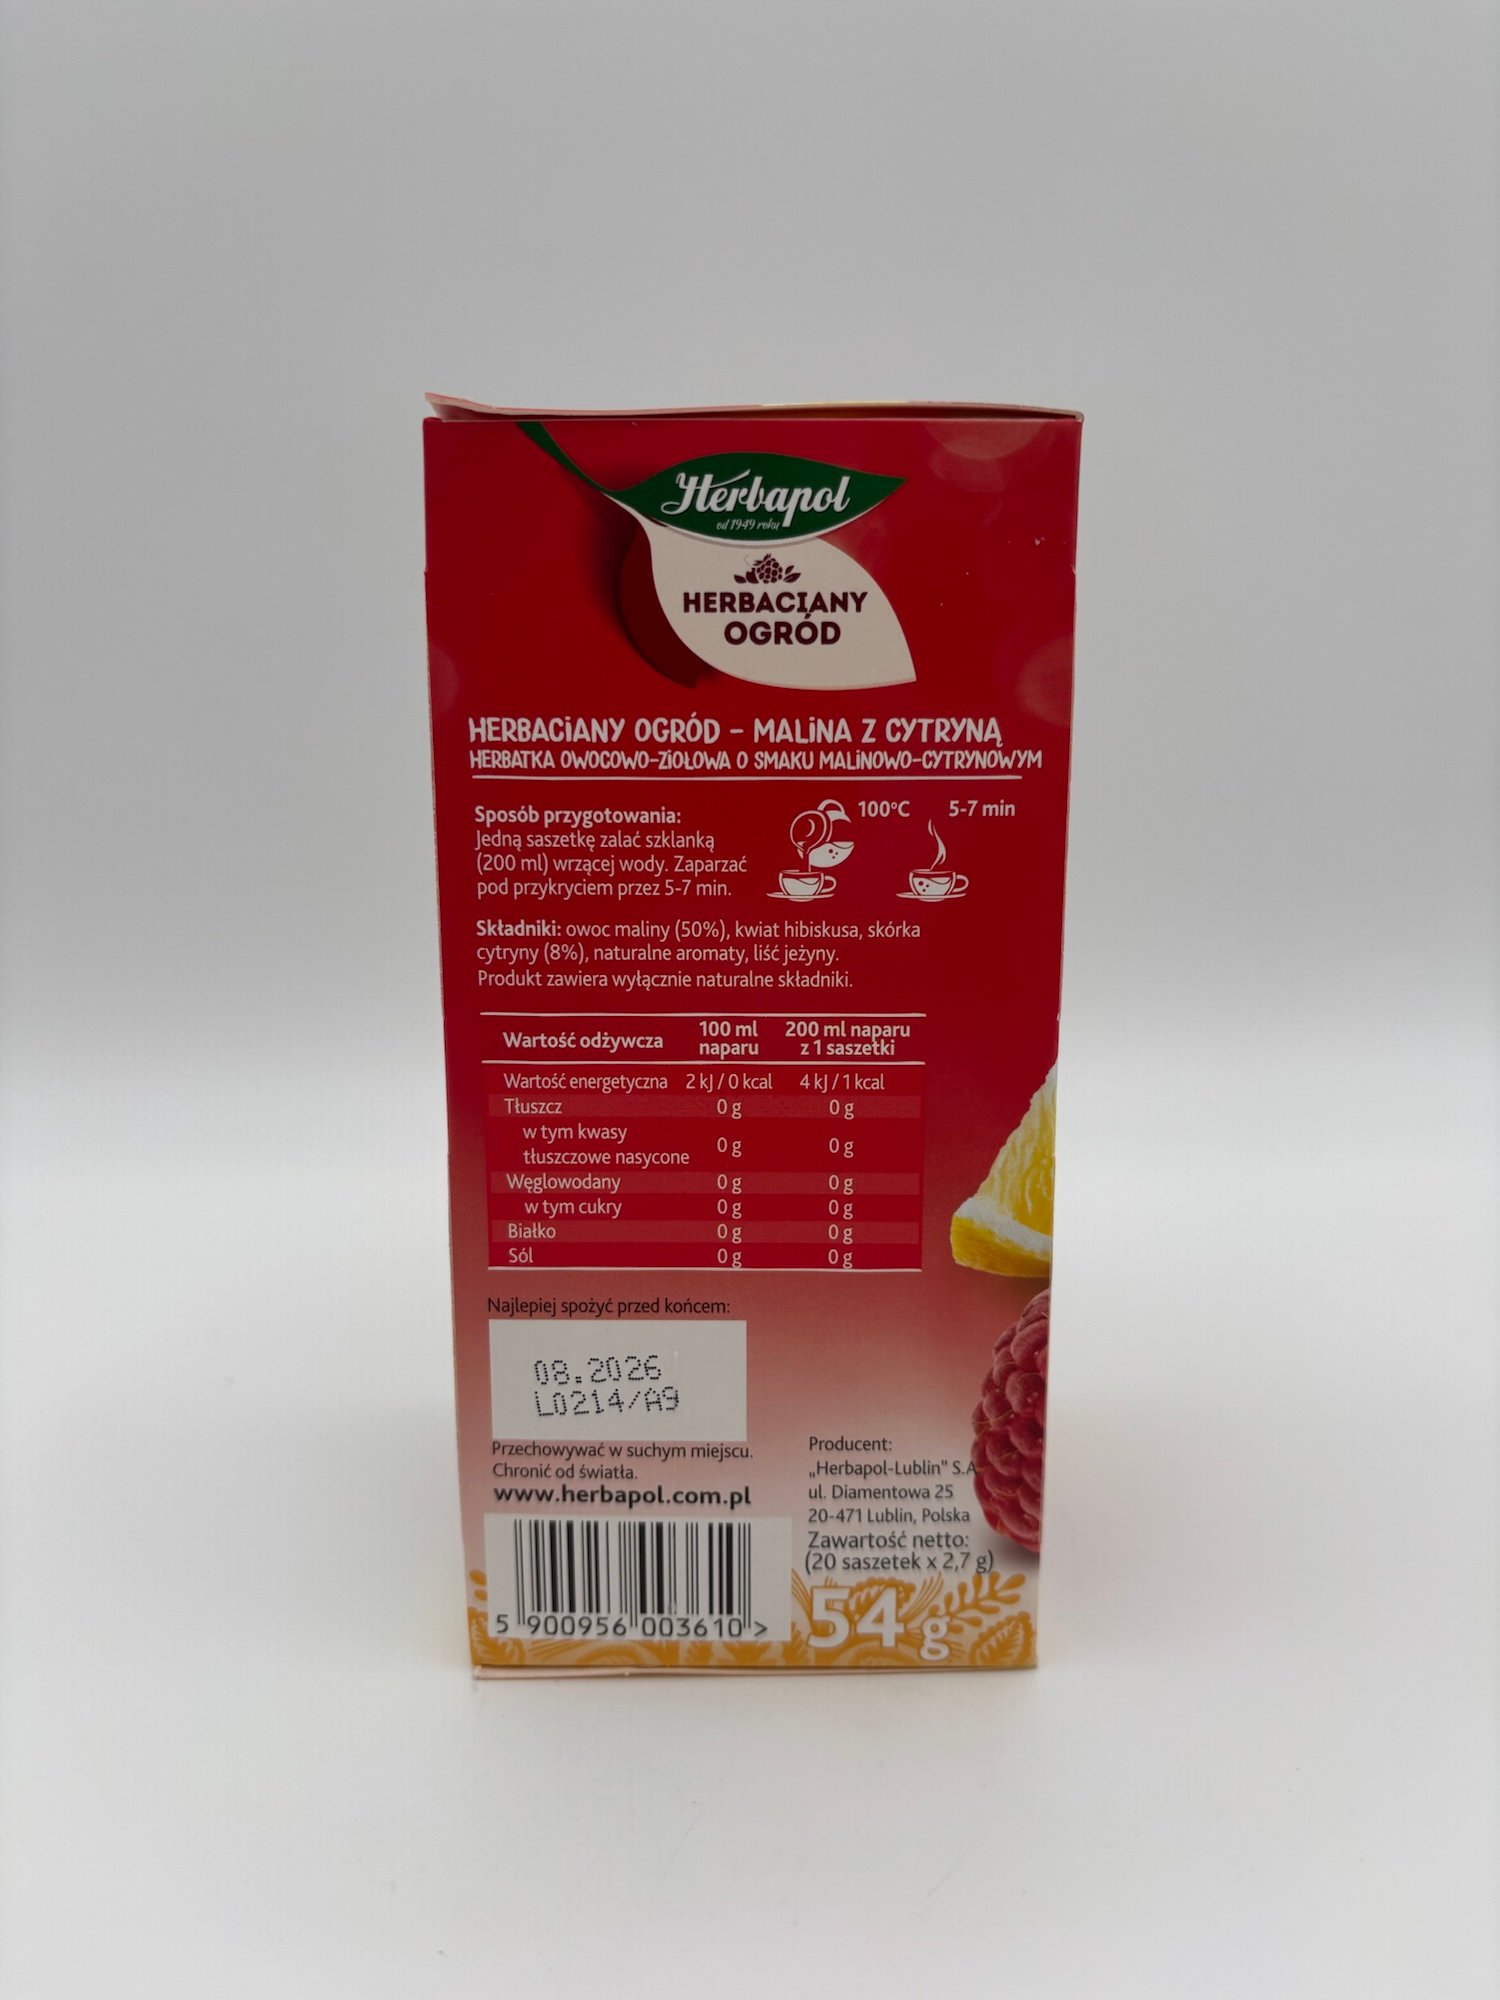 Herbapol
od 1949 roku
HERBACIANY
OGRÓD
HERBACIANY OGRÓD - MALINA Z CYTRYNĄ
HERBATKA OWOCOWO-ZIOŁOWA O SMAKU MALINOWO-CYTRYNOWYM
Sposób przygotowania:
Jedną saszetkę zalać szklanką
(200 ml) wrzącej wody. Zaparzać
pod przykryciem przez 5-7 min.
100°C 5-7 min
Składniki: owoc maliny (50%), kwiat hibiskusa, skórka
cytryny (8%), naturalne aromaty, liść jeżyny.
Produkt zawiera wyłącznie naturalne składniki.
Wartość odżywcza 100 ml naparu 200 ml naparu z 1 saszetki
Wartość energetyczna 2 kJ / 0 kcal 4 kJ / 1 kcal
Tłuszcz 0 g 0 g
w tym kwasy
tłuszczowe nasycone 0 g 0 g
Węglowodany 0 g 0 g
w tym cukry 0 g 0 g
Białko 0 g 0 g
Sól 0 g 0 g
Najlepiej spożyć przed końcem:
08.2026
L0214/A9
Przechowywać w suchym miejscu.
Chronić od światła.
www.herbapol.com.pl
5 900956 003610 >
Producent:
„Herbapol-Lublin" S.A
ul. Diamentowa 25
20-471 Lublin, Polska
Zawartość netto:
(20 saszetek x 2,7 g)
54 g